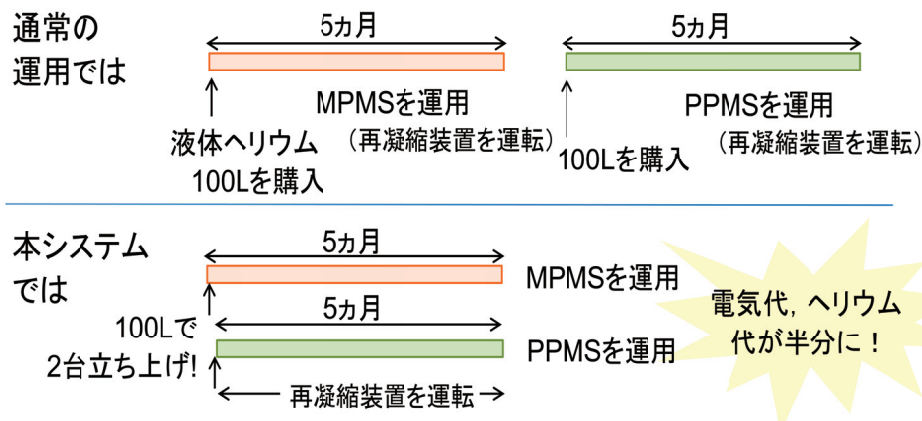 通常の
運用では
5ヵ月
MPMSを運用
(再凝縮装置を運転)
液体ヘリウム
100Lを購入
5ヵ月
PPMSを運用
(再凝縮装置を運転)
100Lを購入
本システム
では
5ヵ月
MPMSを運用
5ヵ月
PPMSを運用
100Lで
2台立ち上げ!
再凝縮装置を運転
電気代,ヘリウム
代が半分に!